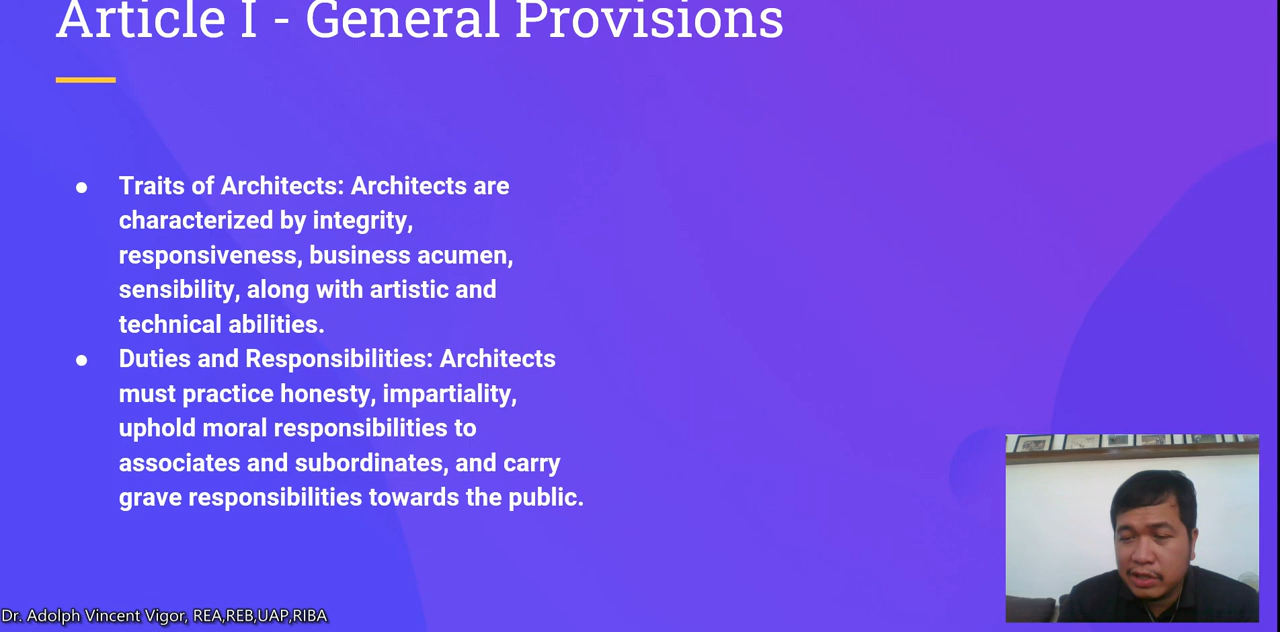 Article I - General Provisions
● Traits of Architects: Architects are
characterized by integrity,
responsiveness, business acumen,
sensibility, along with artistic and
technical abilities.
● Duties and Responsibilities: Architects
must practice honesty, impartiality,
uphold moral responsibilities to
associates and subordinates, and carry
grave responsibilities towards the public.
Dr. Adolph Vincent Vigor, REA,REB,UAP,RIBA